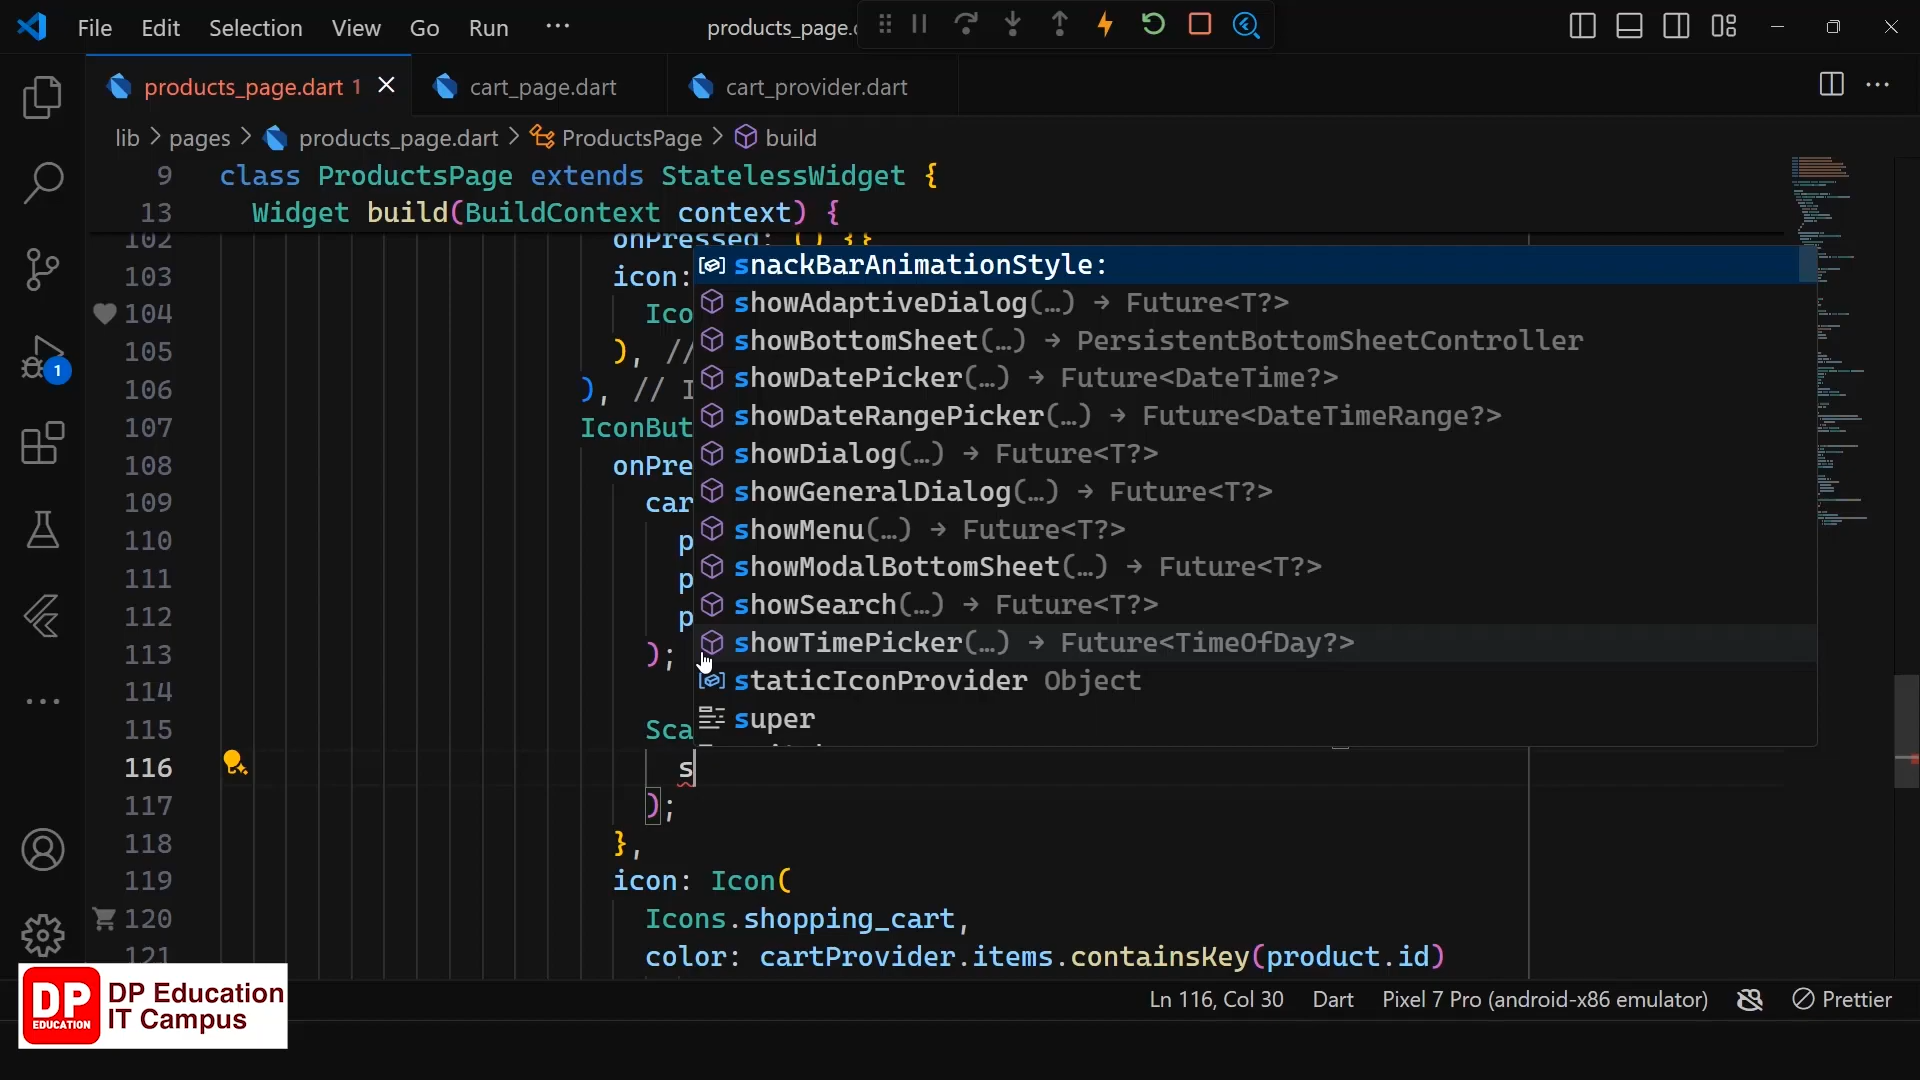 File Edit Selection View Go Run ··· products_page.
products_page.dart 1 cart_page.dart cart_provider.dart
lib > pages > products_page.dart > ProductsPage > build
9 class ProductsPage extends StatelessWidget {
13 Widget build(BuildContext context) {
102 onPressed: () {}
103 icon: snackBarAnimationStyle:
104 Ico showAdaptiveDialog(…) → Future<T?>
105 ), // showBottomSheet(…) → PersistentBottomSheetController
106 ), // I showDatePicker(…) → Future<DateTime?>
107 IconBut showDateRangePicker(…) → Future<DateTimeRange?>
108 onPre showDialog(…) → Future<T?>
109 car showGeneralDialog(…) → Future<T?>
110 p showMenu(…) → Future<T?>
111 p showModalBottomSheet(…) → Future<T?>
112 p showSearch(…) → Future<T?>
113 ); showTimePicker(…) → Future<TimeOfDay?>
114 staticIconProvider Object
115 Sca super
116 s
117 );
118 },
119 icon: Icon(
120 Icons.shopping_cart,
121 color: cartProvider.items.containsKey(product.id)
1
Ln 116, Col 30 Dart Pixel 7 Pro (android-x86 emulator) Prettier
DP EDUCATION
DP Education
IT Campus